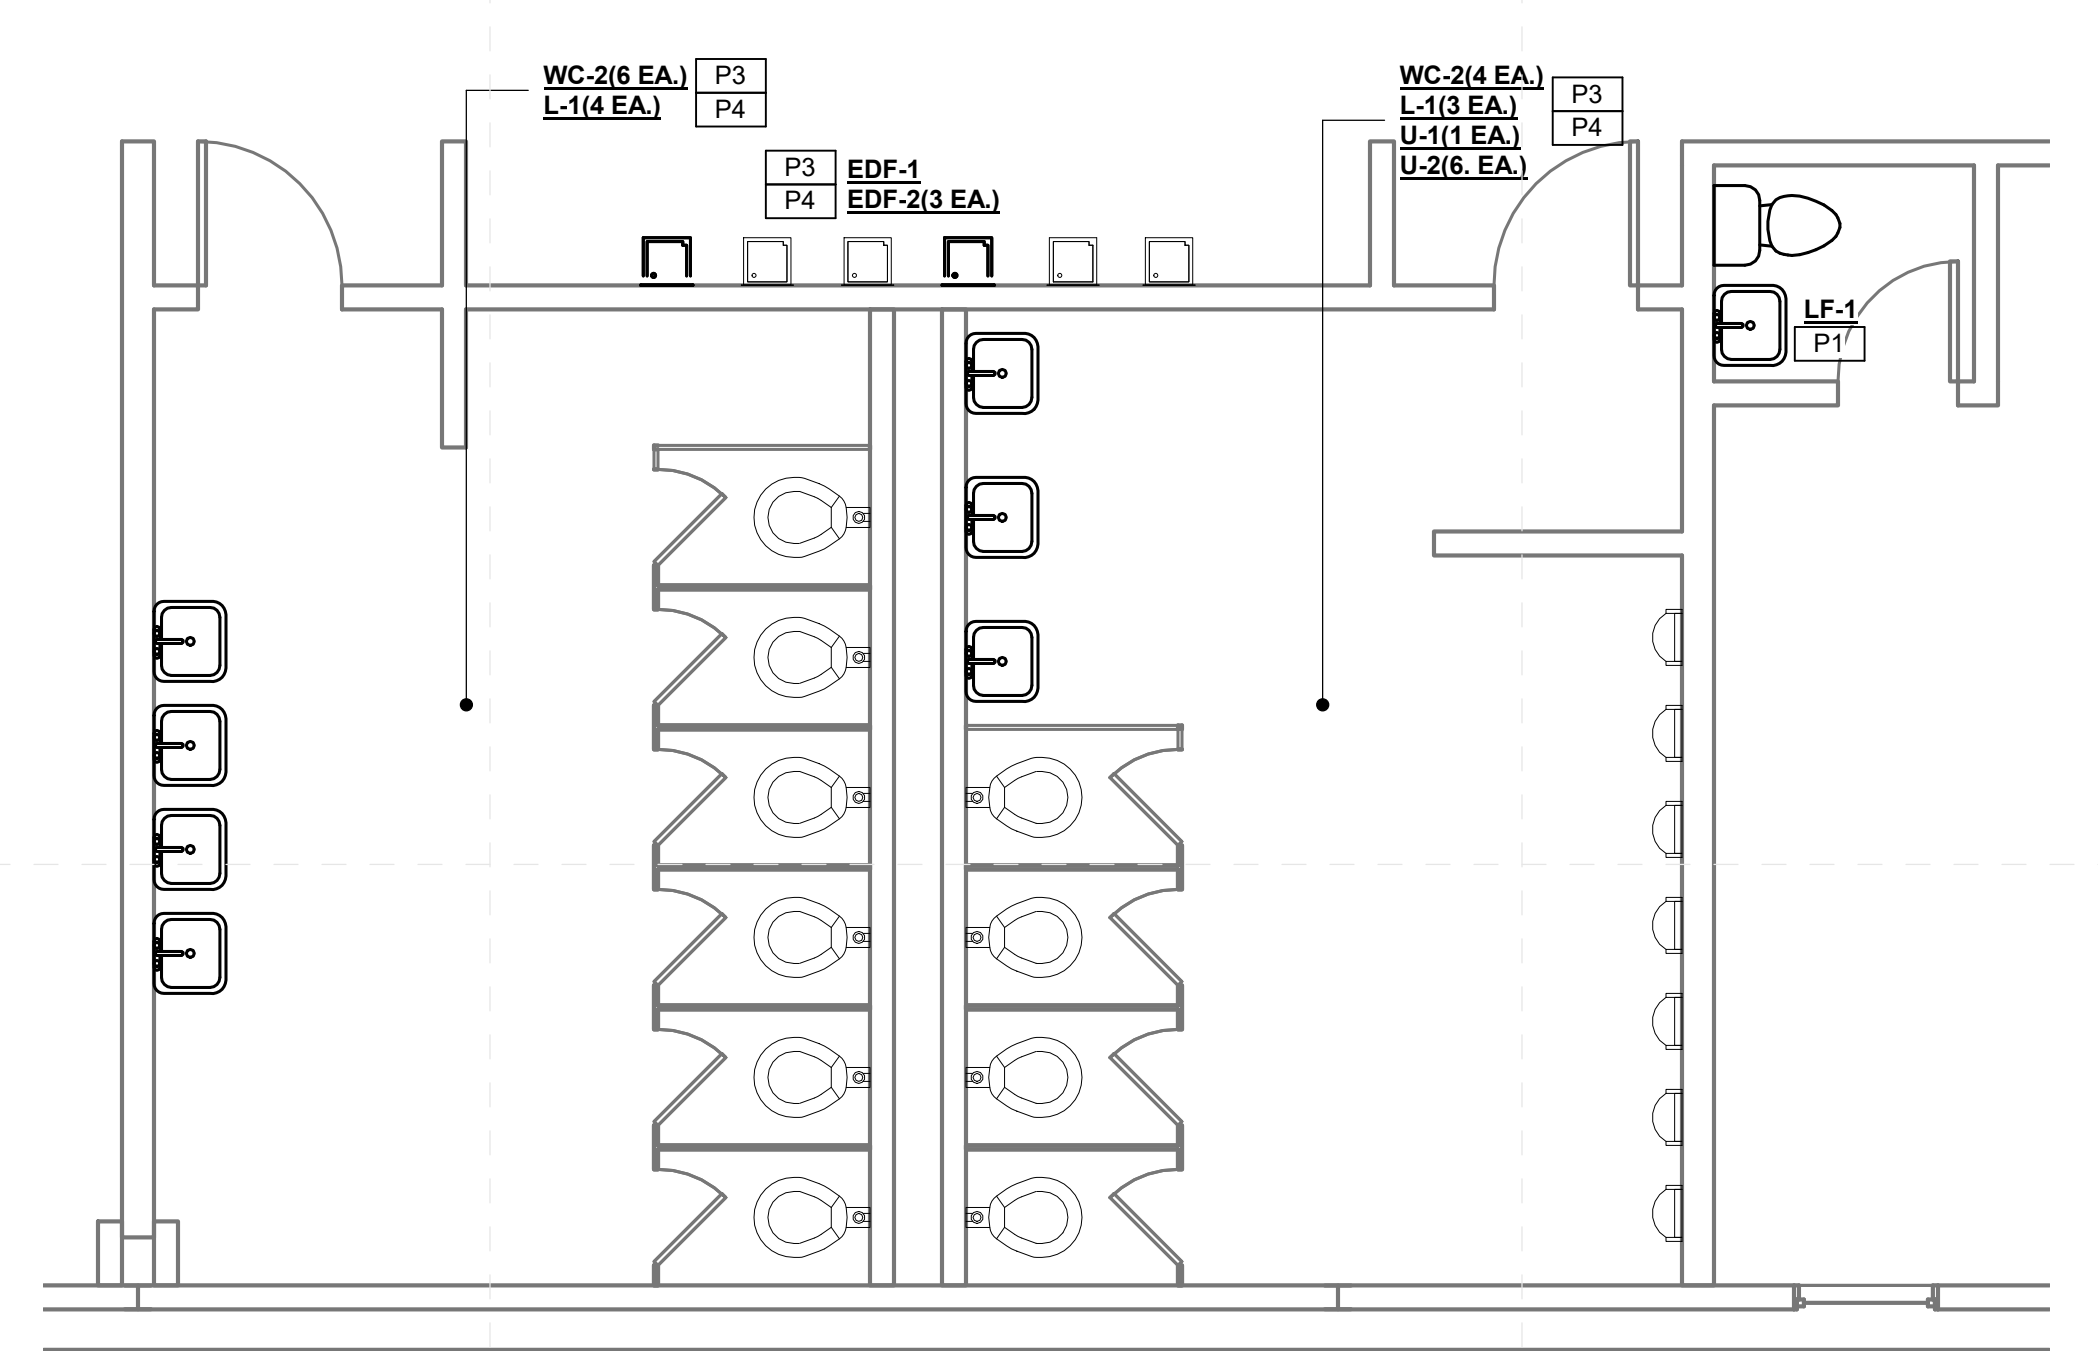 WC-2(6 EA.)
L-1(4 EA.)
P3
P4
P3
P4
EDF-1
EDF-2(3 EA.)
WC-2(4 EA.)
L-1(3 EA.)
U-1(1 EA.)
U-2(6. EA.)
P3
P4
LF-1
P1